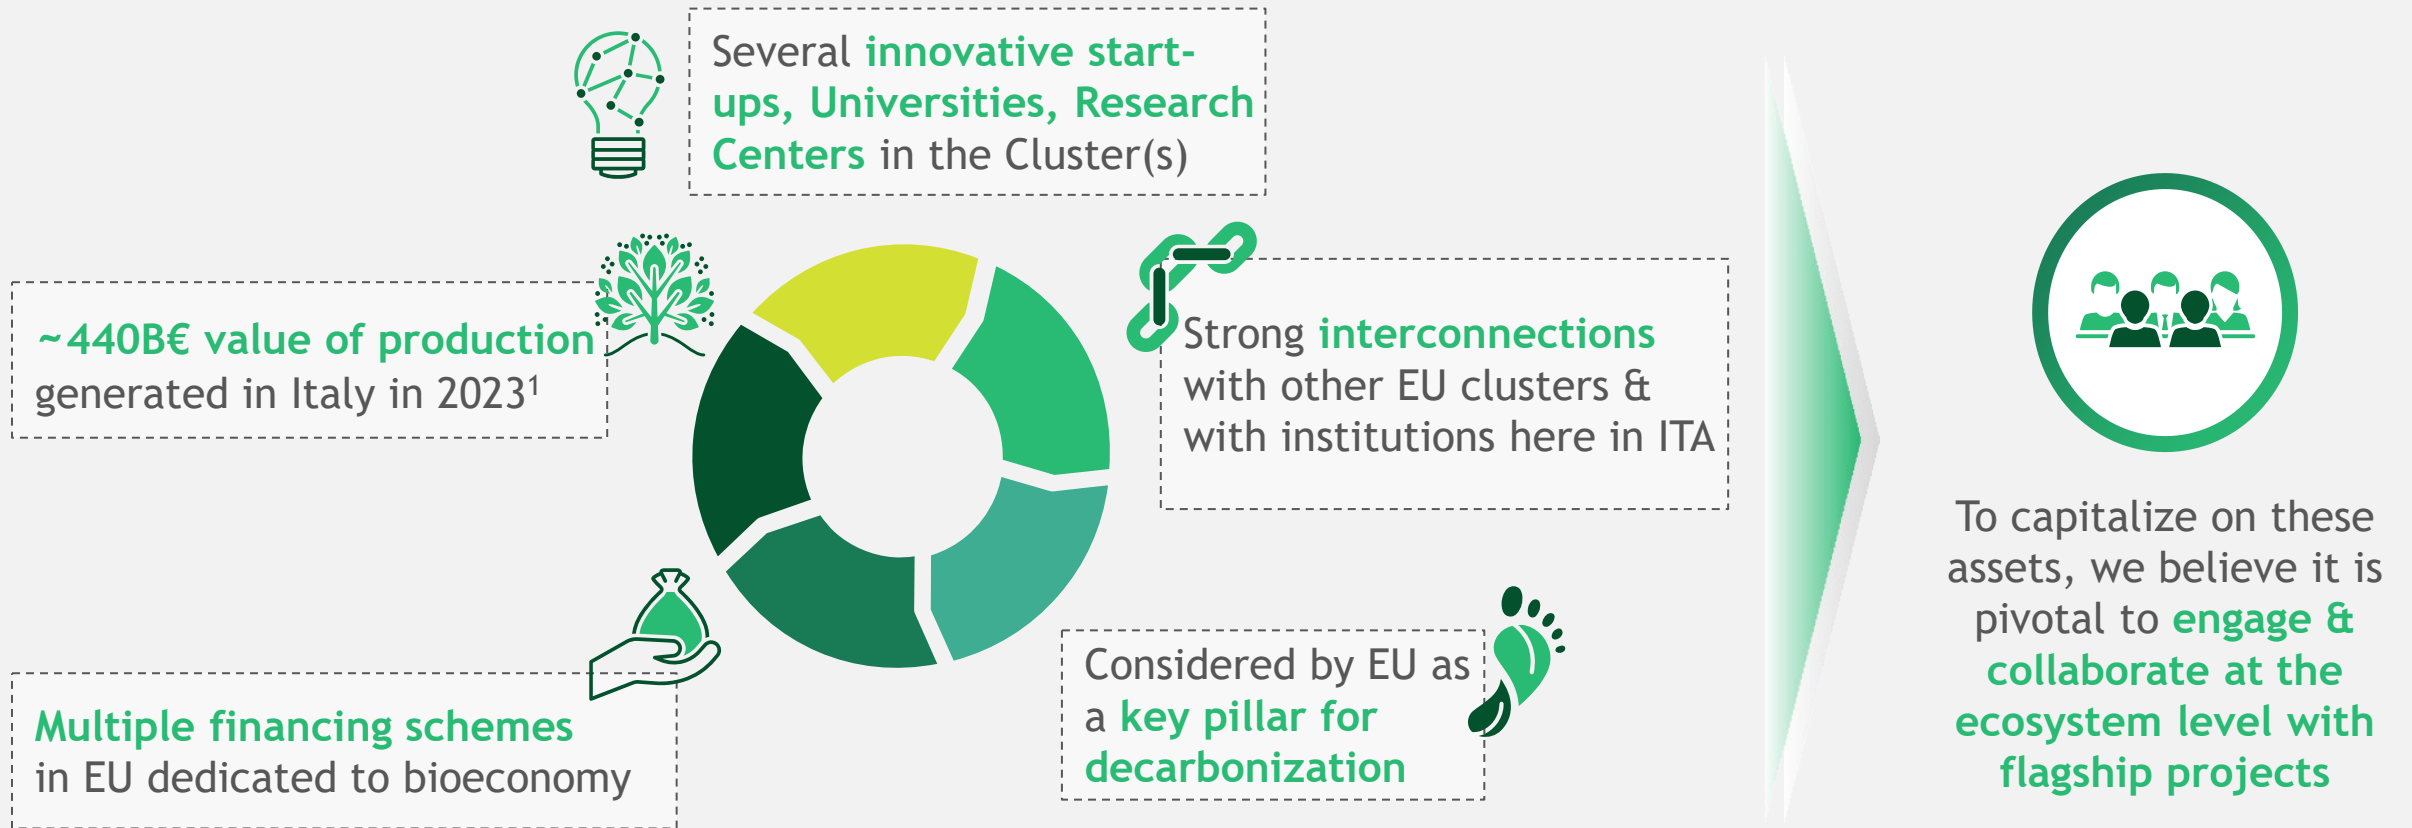 Several innovative start-
ups, Universities, Research
Centers in the Cluster(s)
~440B€ value of production
generated in Italy in 2023¹
Strong interconnections
with other EU clusters &
with institutions here in ITA
Multiple financing schemes
in EU dedicated to bioeconomy
Considered by EU as
a key pillar for
decarbonization
To capitalize on these
assets, we believe it is
pivotal to engage &
collaborate at the
ecosystem level with
flagship projects